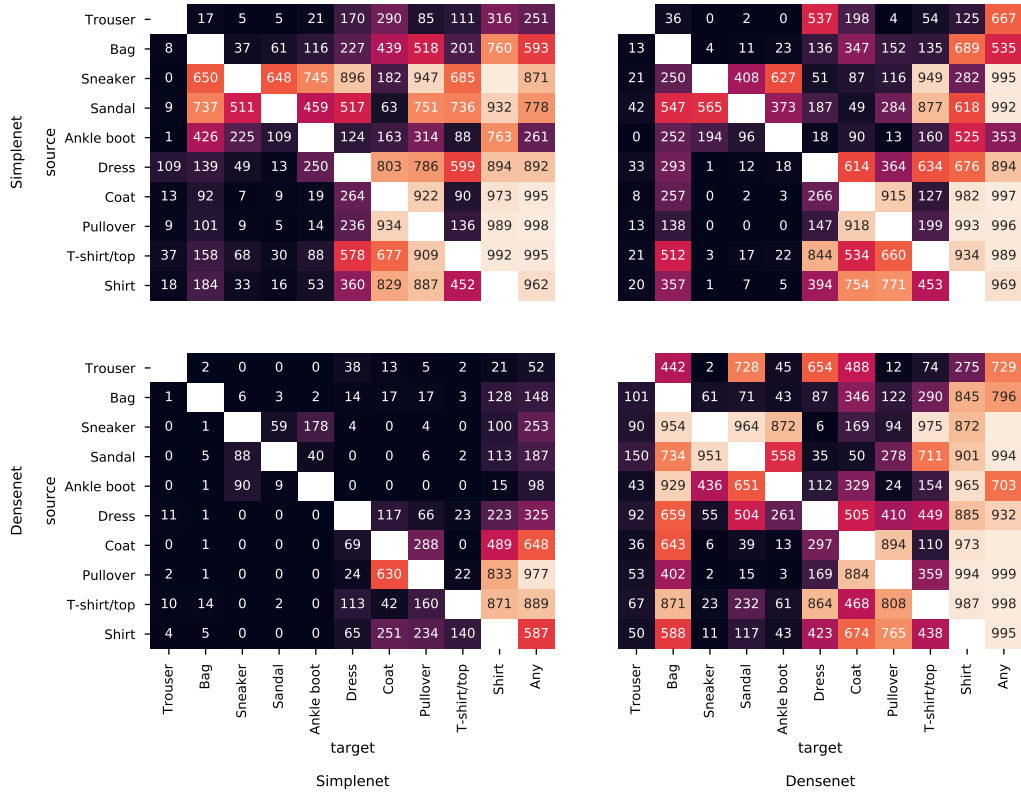 Trouser 17 5 5 21 170 290 85 111 316 251 36 0 2 0 537 198 4 54 125 667
Bag 8 37 61 116 227 439 518 201 760 593 13 4 11 23 136 347 152 135 689 535
Sneaker 0 650 648 745 896 182 947 685 871 21 250 408 627 51 87 116 949 282 995
Sandal 9 737 511 459 517 63 751 736 932 778 42 547 565 373 187 49 284 877 618 992
Ankle boot 1 426 225 109 124 163 314 88 763 261 0 252 194 96 18 90 13 160 525 353
Dress 109 139 49 13 250 803 786 599 894 892 33 293 1 12 18 614 364 634 676 894
Coat 13 92 7 9 19 264 922 90 973 995 8 257 0 2 3 266 915 127 982 997
Pullover 9 101 9 5 14 236 934 136 989 998 13 138 0 0 0 147 918 199 993 996
T-shirt/top 37 158 68 30 88 578 677 909 992 995 21 512 3 17 22 844 534 660 934 989
Shirt 18 184 33 16 53 360 829 887 452 962 20 357 1 7 5 394 754 771 453 969
Simplenet
source
Trouser 2 0 0 0 38 13 5 2 21 52 442 2 728 45 654 488 12 74 275 729
Bag 1 6 3 2 14 17 17 3 128 148 101 61 71 43 87 346 122 290 845 796
Sneaker 0 1 59 178 4 0 4 0 100 253 90 954 964 872 6 169 94 975 872
Sandal 0 5 88 40 0 0 6 2 113 187 150 734 951 558 35 50 278 711 901 994
Ankle boot 0 1 90 9 0 0 0 0 15 98 43 929 436 651 112 329 24 154 965 703
Dress 11 1 0 0 0 117 66 23 223 325 92 659 55 504 261 505 410 449 885 932
Coat 0 1 0 0 0 69 288 0 489 648 36 643 6 39 13 297 894 110 973
Pullover 2 1 0 0 0 24 630 22 833 977 53 402 2 15 3 169 884 359 994 999
T-shirt/top 10 14 0 2 0 113 42 160 871 889 67 871 23 232 61 864 468 808 987 998
Shirt 4 5 0 0 0 65 251 234 140 587 50 588 11 117 43 423 674 765 438 995
Densenet
source
Trouser Bag Sneaker Sandal Ankle boot Dress Coat Pullover T-shirt/top Shirt Any Trouser Bag Sneaker Sandal Ankle boot Dress Coat Pullover T-shirt/top Shirt Any
target target
Simplenet Densenet